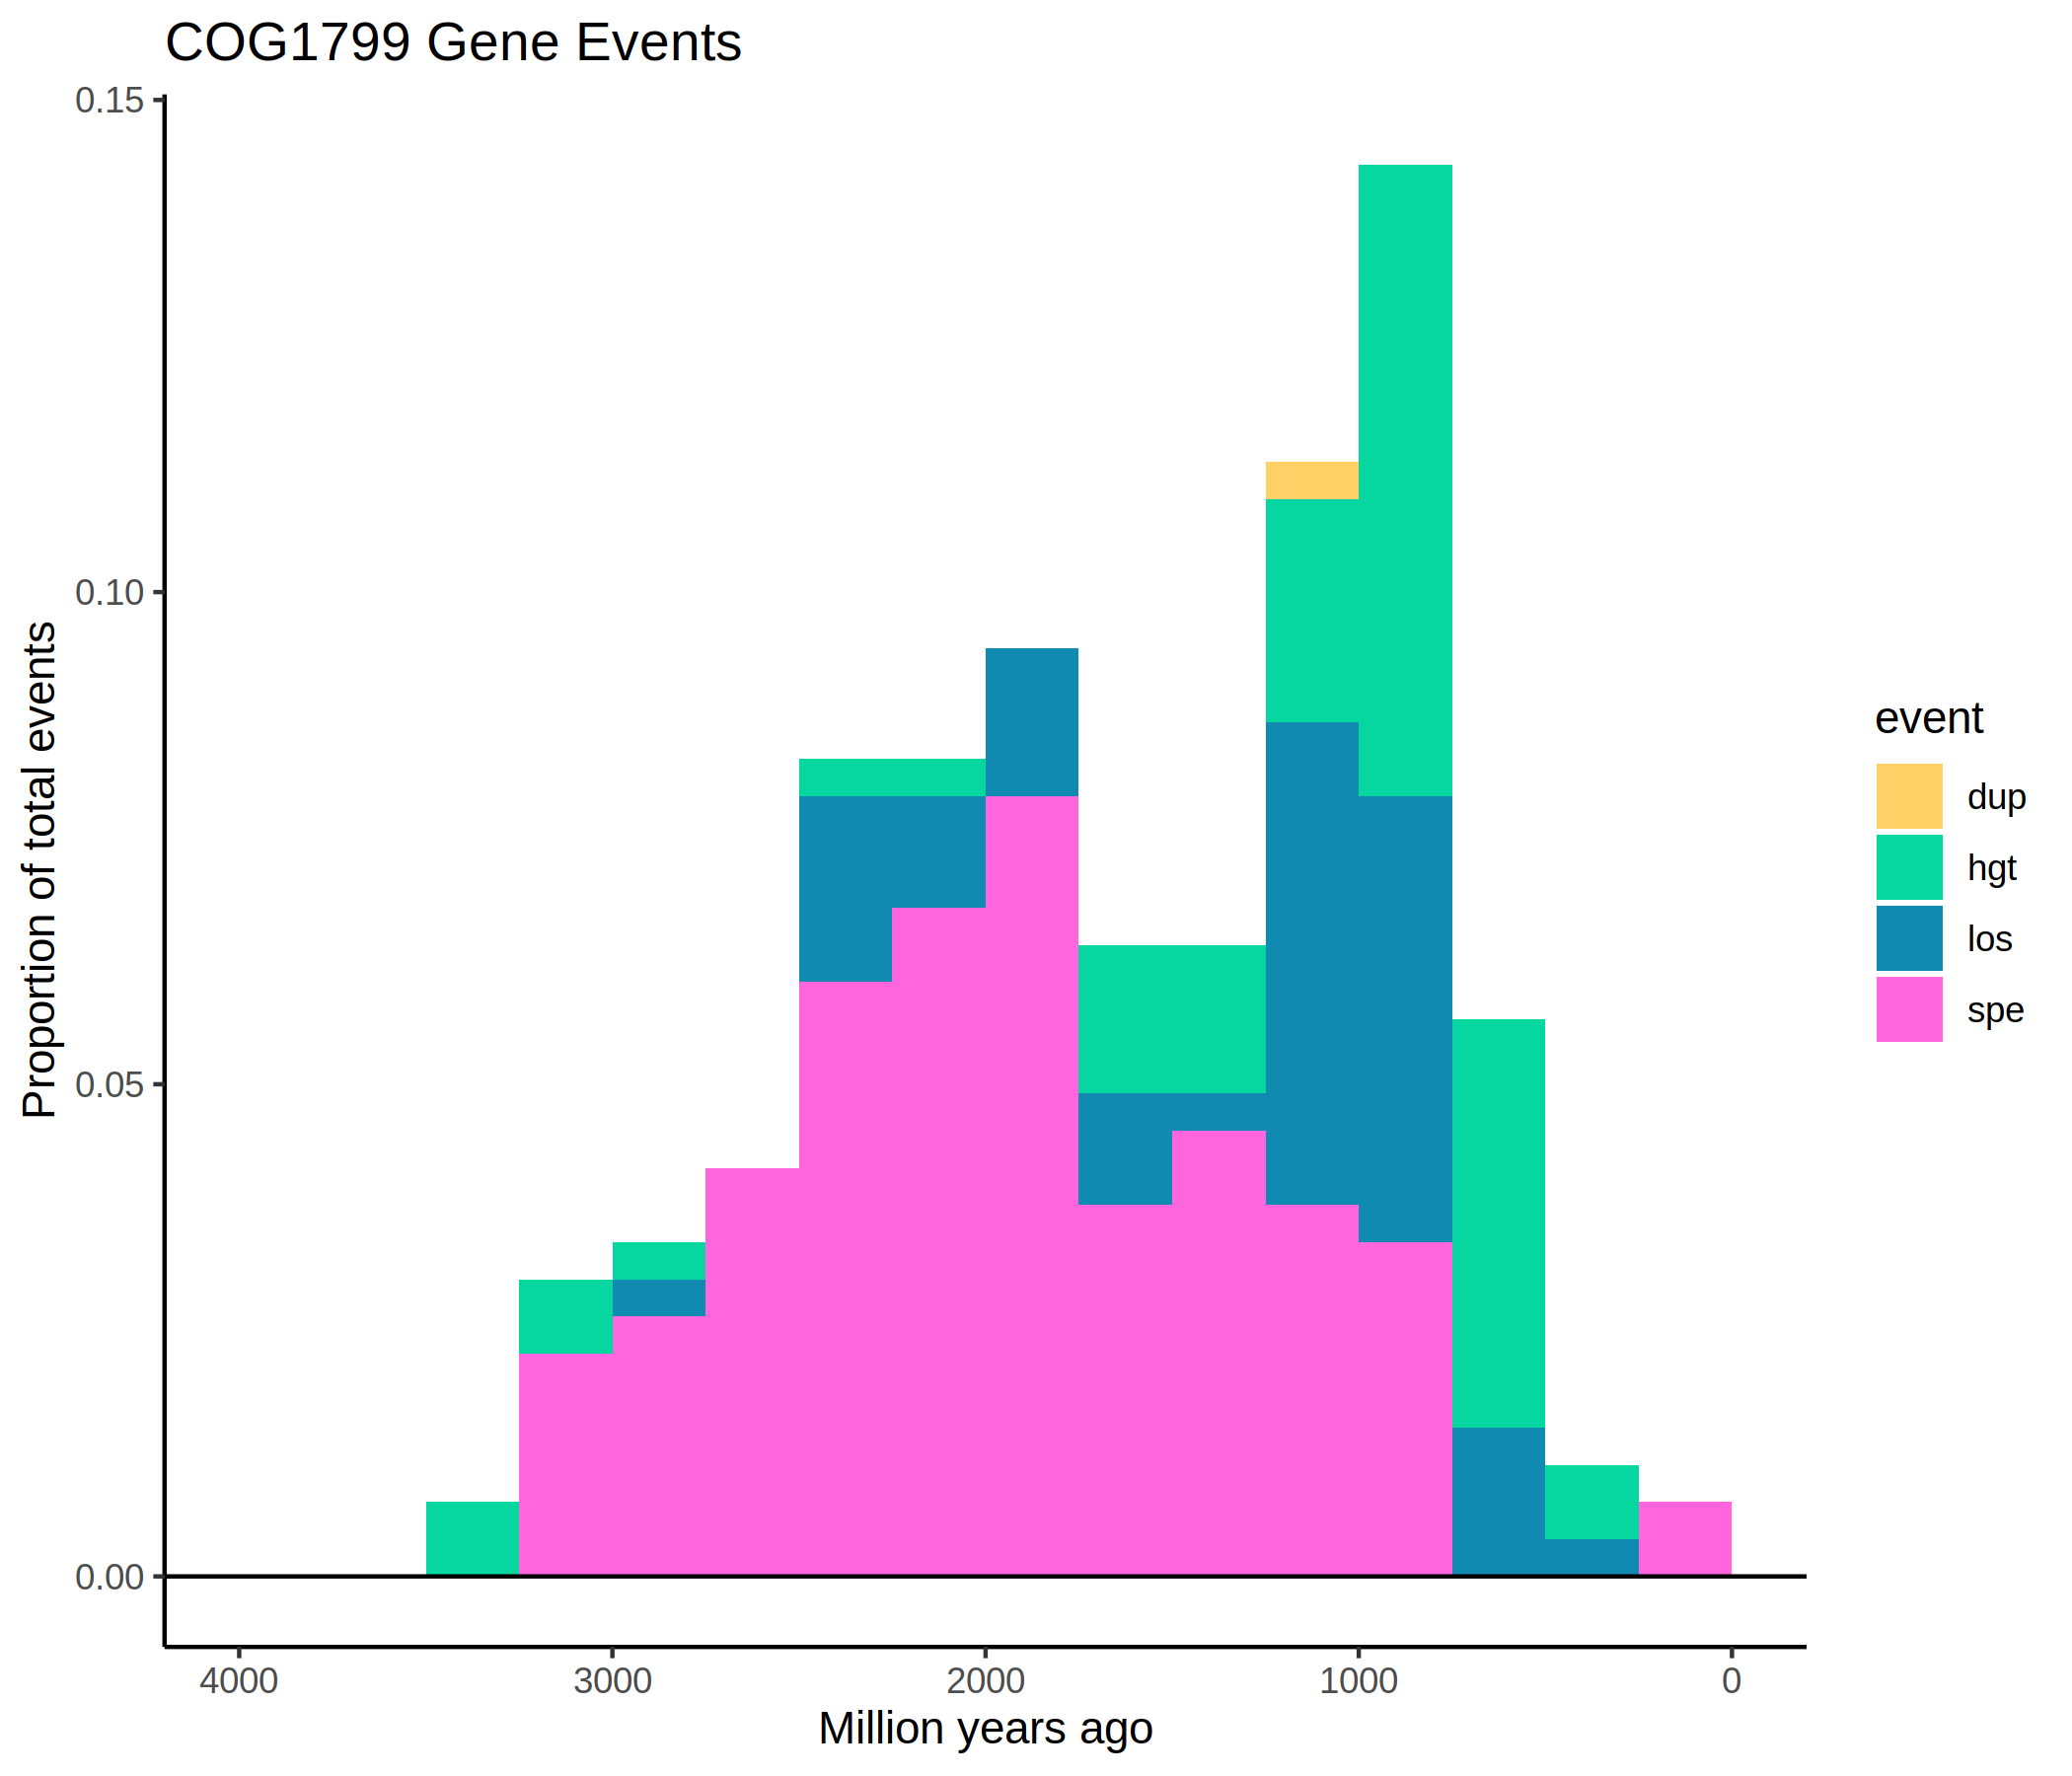 COG1799 Gene Events
0.15
0.10
0.05
0.00
Proportion of total events
4000 3000 2000 1000 0
Million years ago
event
dup
hgt
los
spe